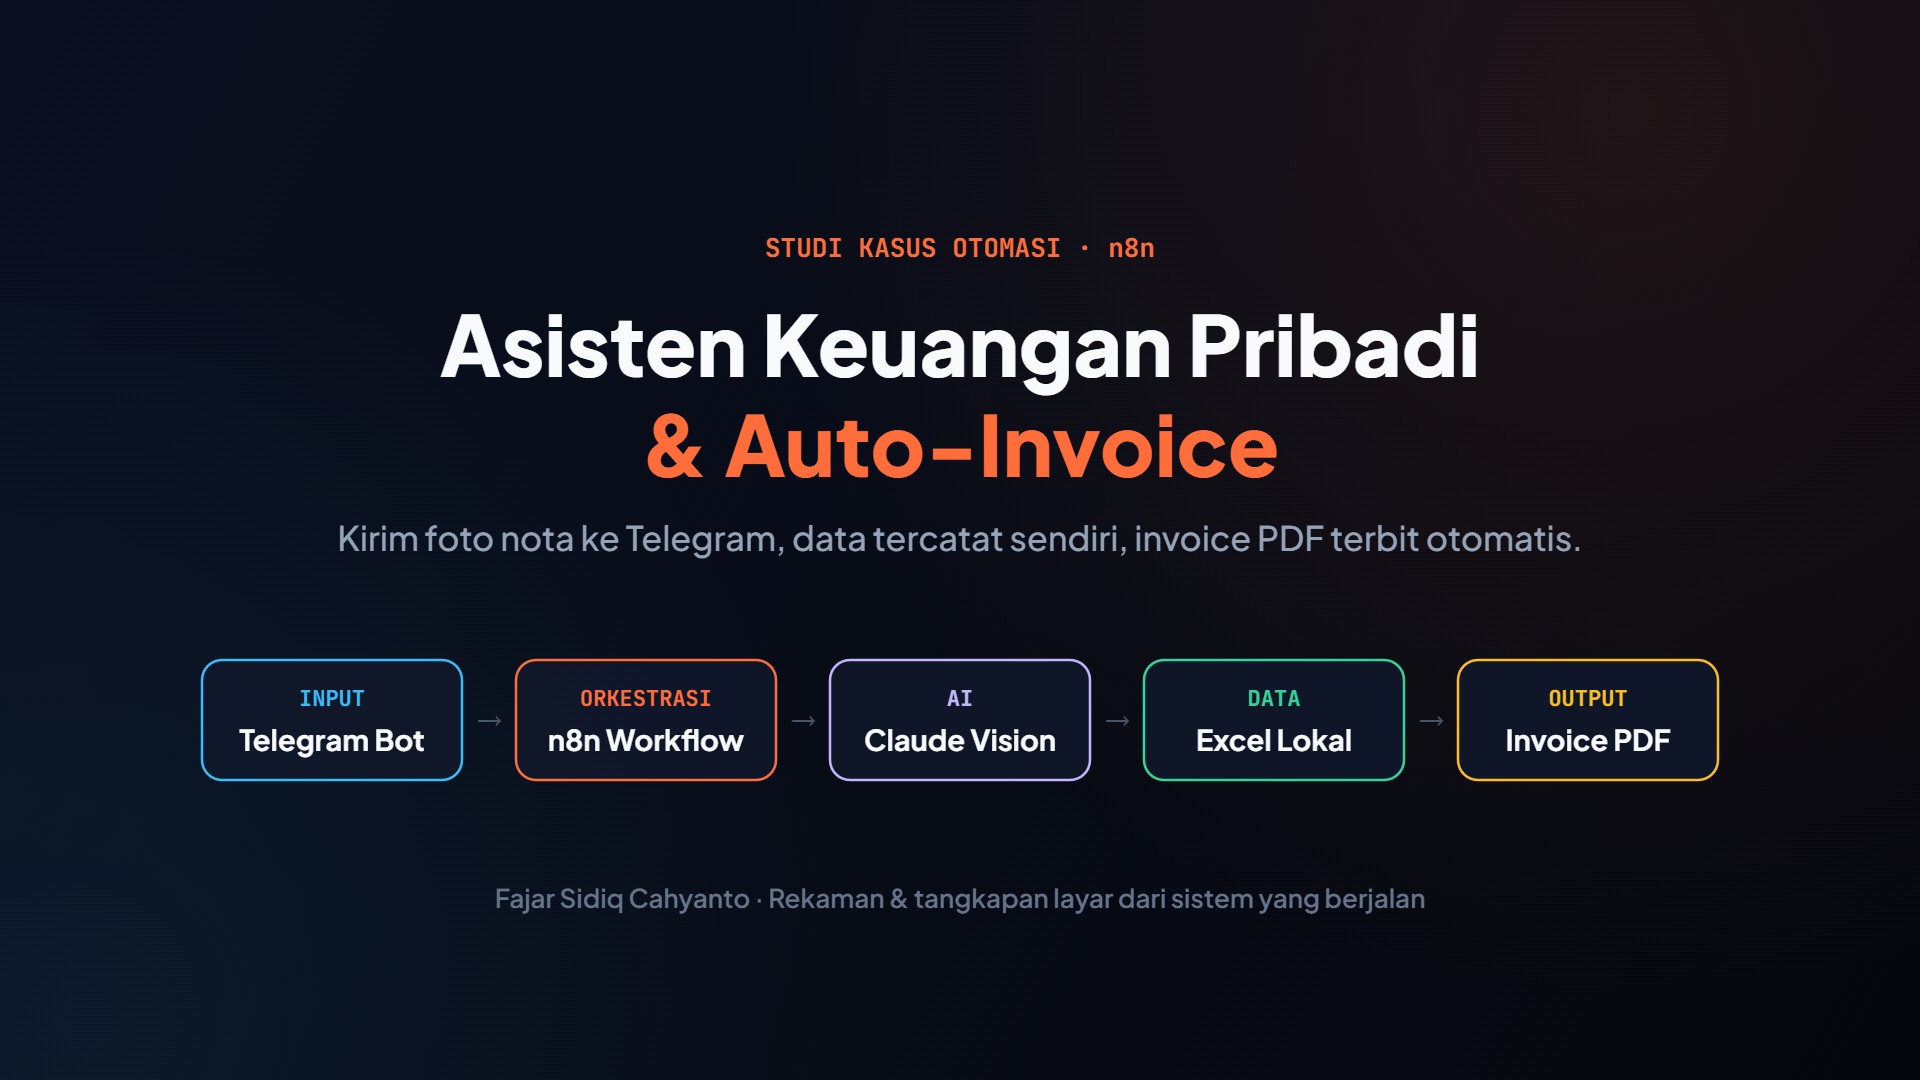 STUDI KASUS OTOMASI · n8n
Asisten Keuangan Pribadi
& Auto-Invoice
Kirim foto nota ke Telegram, data tercatat sendiri, invoice PDF terbit otomatis.
INPUT
Telegram Bot
→
ORKESTRASI
n8n Workflow
→
AI
Claude Vision
→
DATA
Excel Lokal
→
OUTPUT
Invoice PDF
Fajar Sidiq Cahyanto · Rekaman & tangkapan layar dari sistem yang berjalan